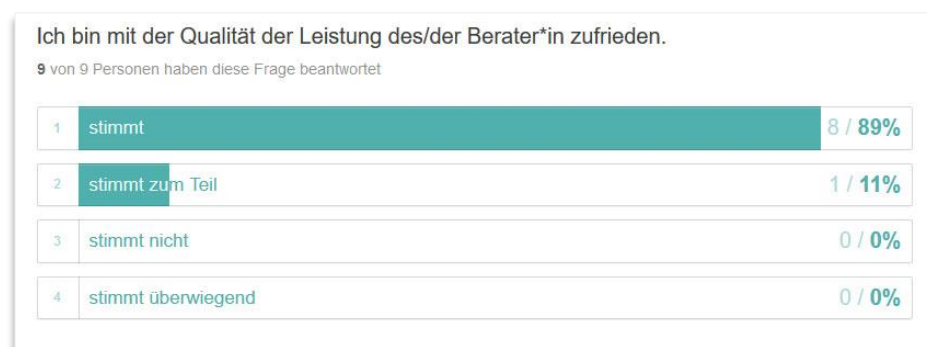 Ich bin mit der Qualität der Leistung des/der Berater*in zufrieden.
9 von 9 Personen haben diese Frage beantwortet
1 stimmt 8 / 89%
2 stimmt zum Teil 1 / 11%
3 stimmt nicht 0 / 0%
4 stimmt überwiegend 0 / 0%